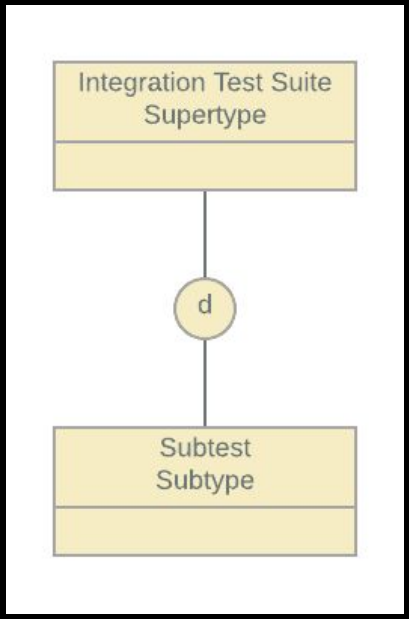 Integration Test Suite
Supertype
d
Subtest
Subtype